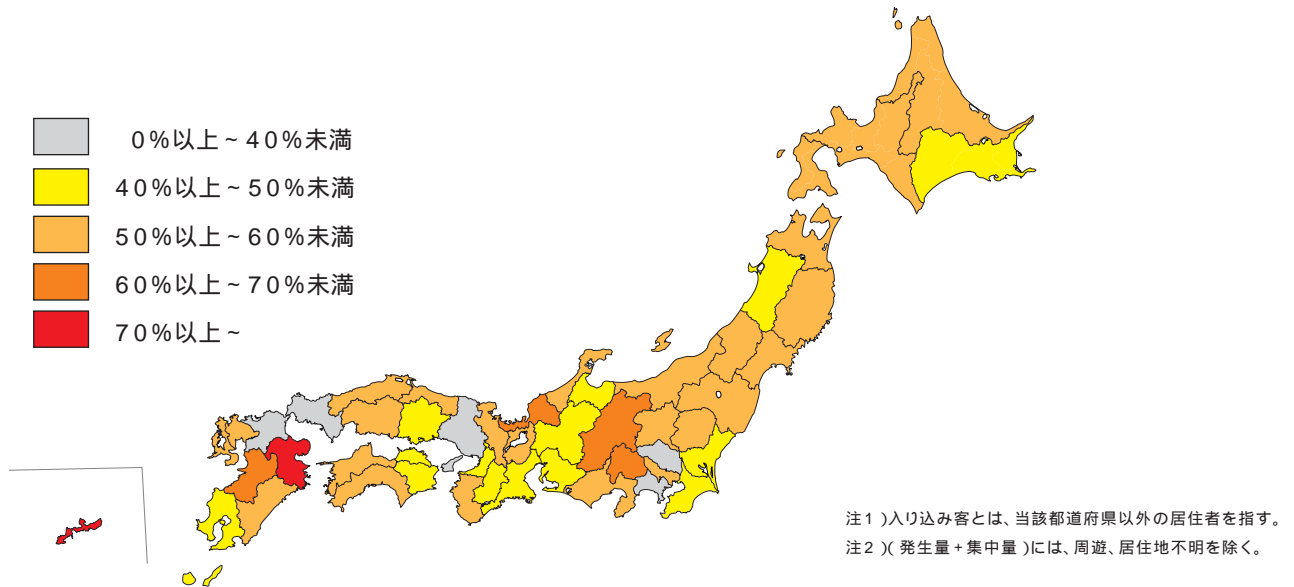 0%以上~40%未満
40%以上~50%未満
50%以上~60%未満
60%以上~70%未満
70%以上~
注1)入り込み客とは、当該都道府県以外の居住者を指す。
注2)(発生量+集中量)には、周遊、居住地不明を除く。